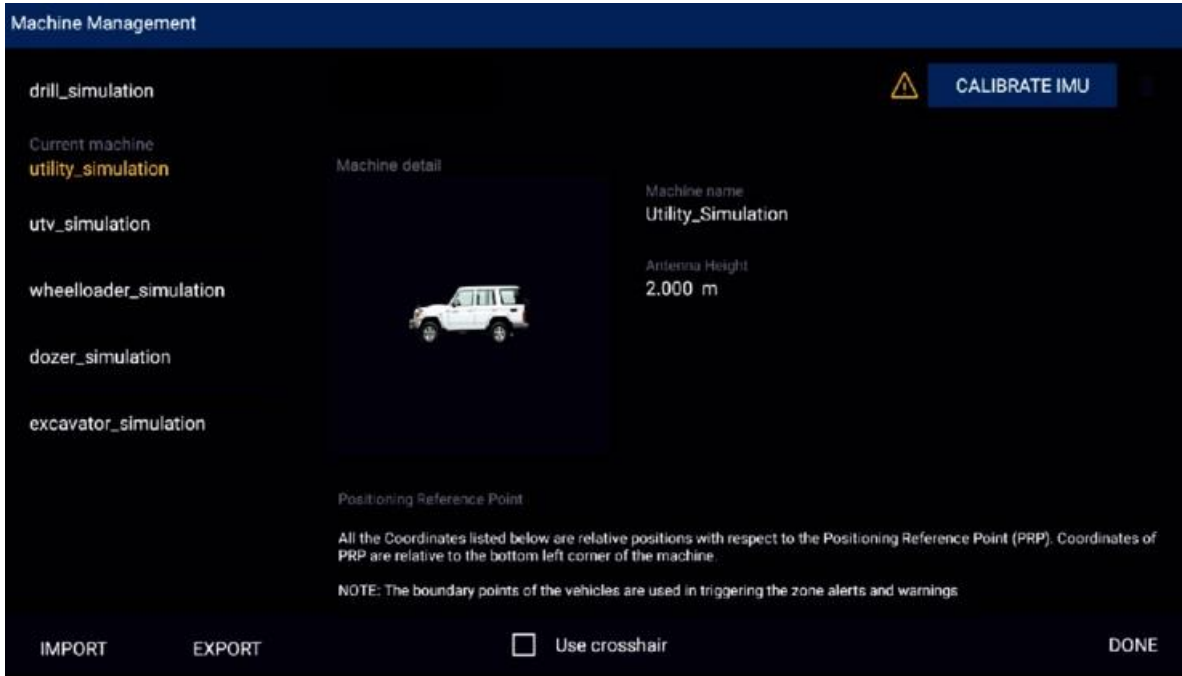 Machine Management
drill_simulation
CALIBRATE IMU
Current machine
utility_simulation
Machine detail
Machine name
Utility_Simulation
utv_simulation
Antenna Height
2.000 m
wheelloader_simulation
dozer_simulation
excavator_simulation
Positioning Reference Point
All the Coordinates listed below are relative positions with respect to the Positioning Reference Point (PRP). Coordinates of
PRP are relative to the bottom left corner of the machine.
NOTE: The boundary points of the vehicles are used in triggering the zone alerts and warnings
IMPORT
EXPORT
Use crosshair
DONE